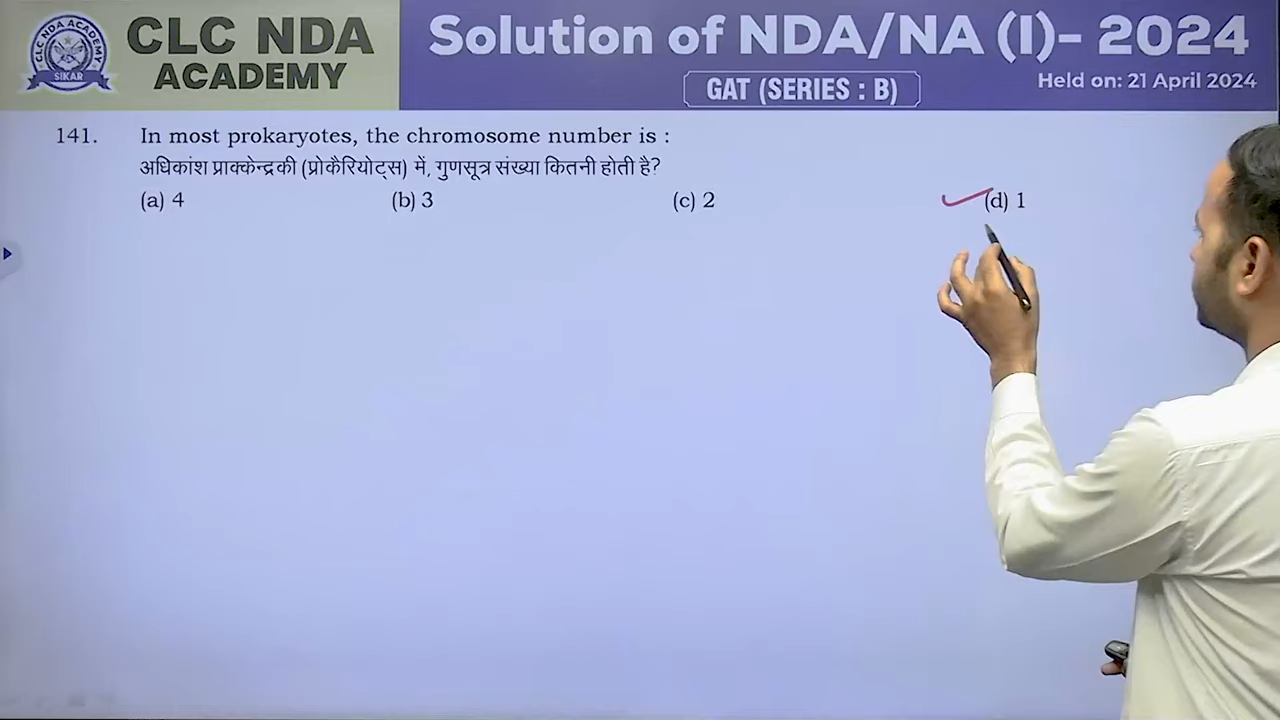 CLC NDA ACADEMY
SIKAR
CLC NDA
ACADEMY
Solution of NDA/NA (I)- 2024
GAT (SERIES : B)
Held on: 21 April 2024
141. In most prokaryotes, the chromosome number is :
अधिकांश प्राक्केन्द्रकी (प्रोकैरियोट्स) में, गुणसूत्र संख्या कितनी होती है?
(a) 4 (b) 3 (c) 2 (d) 1